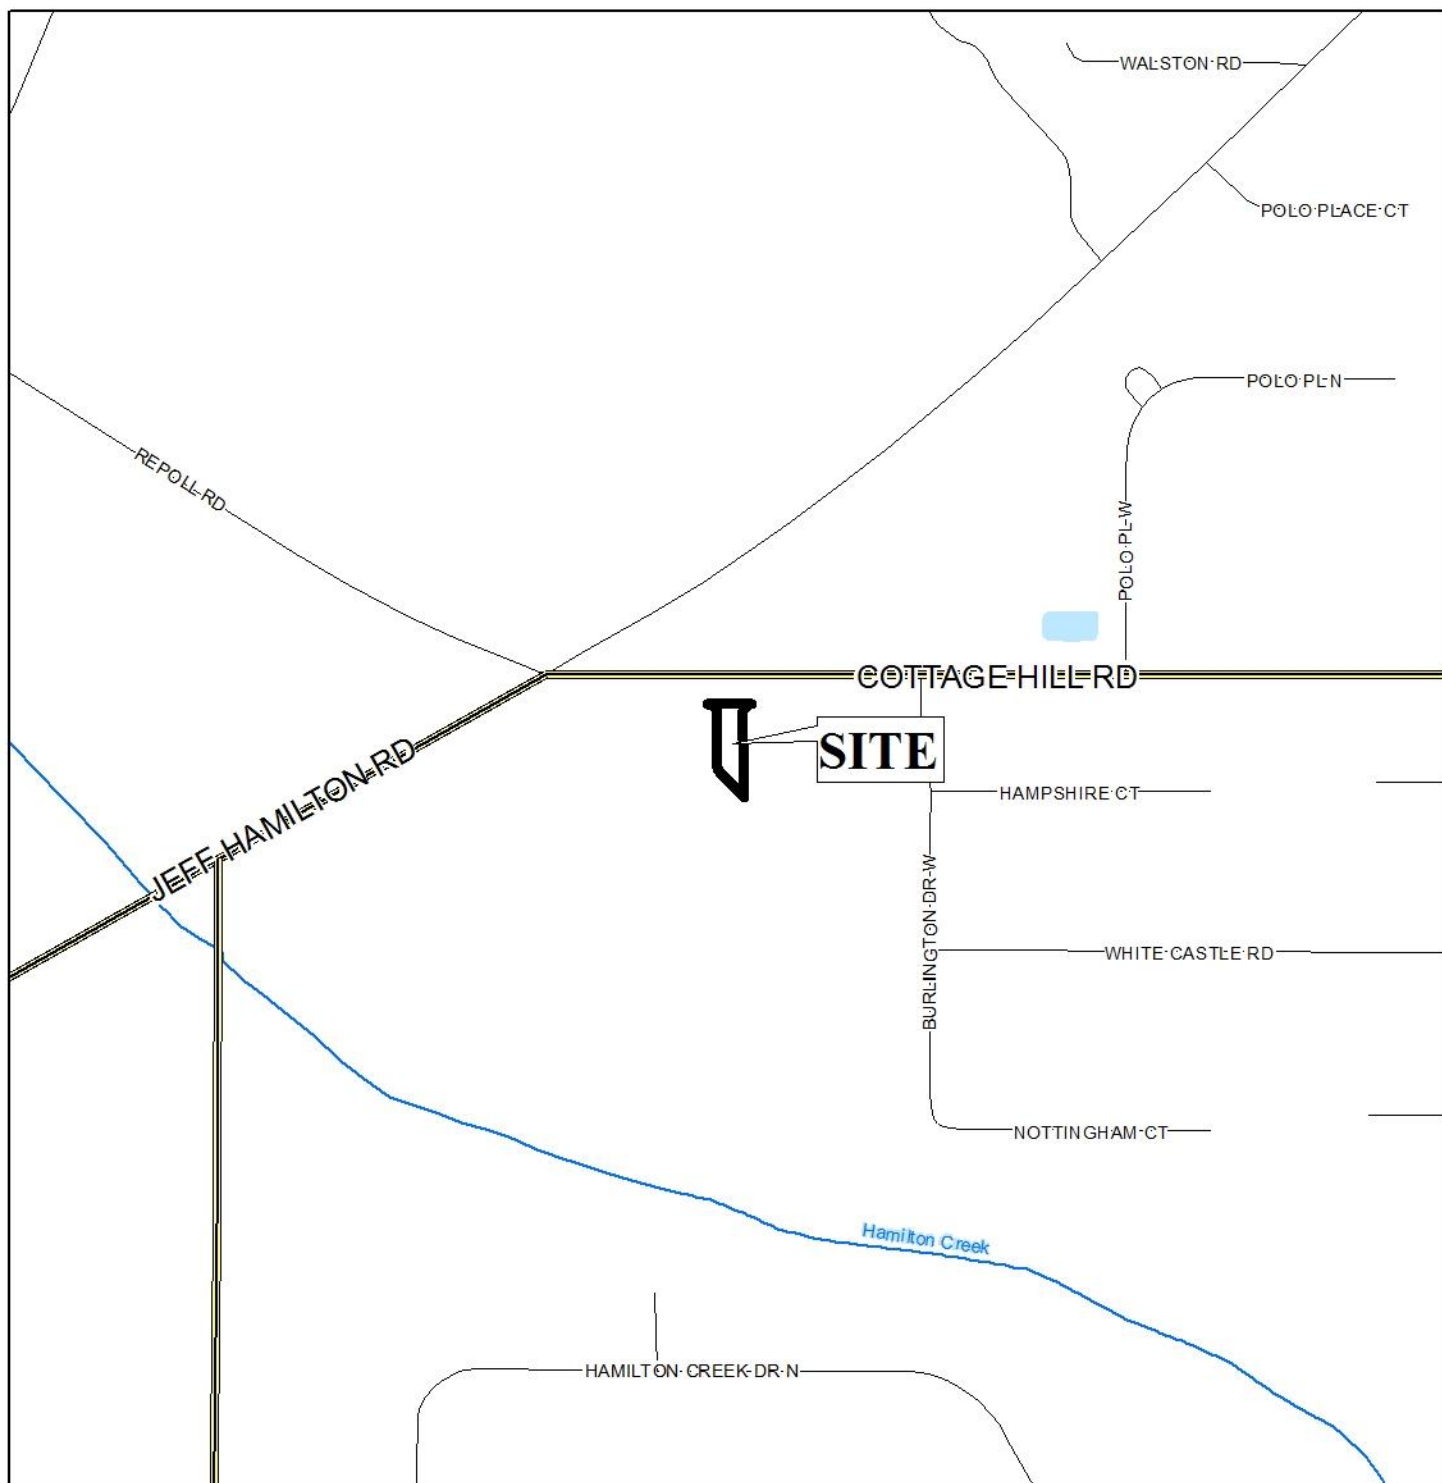 WALSTON RD
POLO PLACE CT
POLO PL N
REPOLL RD
POLO PL W
COTTAGE HILL RD
JEFF HAMILTON RD
SITE
HAMPSHIRE CT
BURLINGTON DR W
WHITE CASTLE RD
NOTTINGHAM CT
Hamilton Creek
HAMILTON CREEK DR N